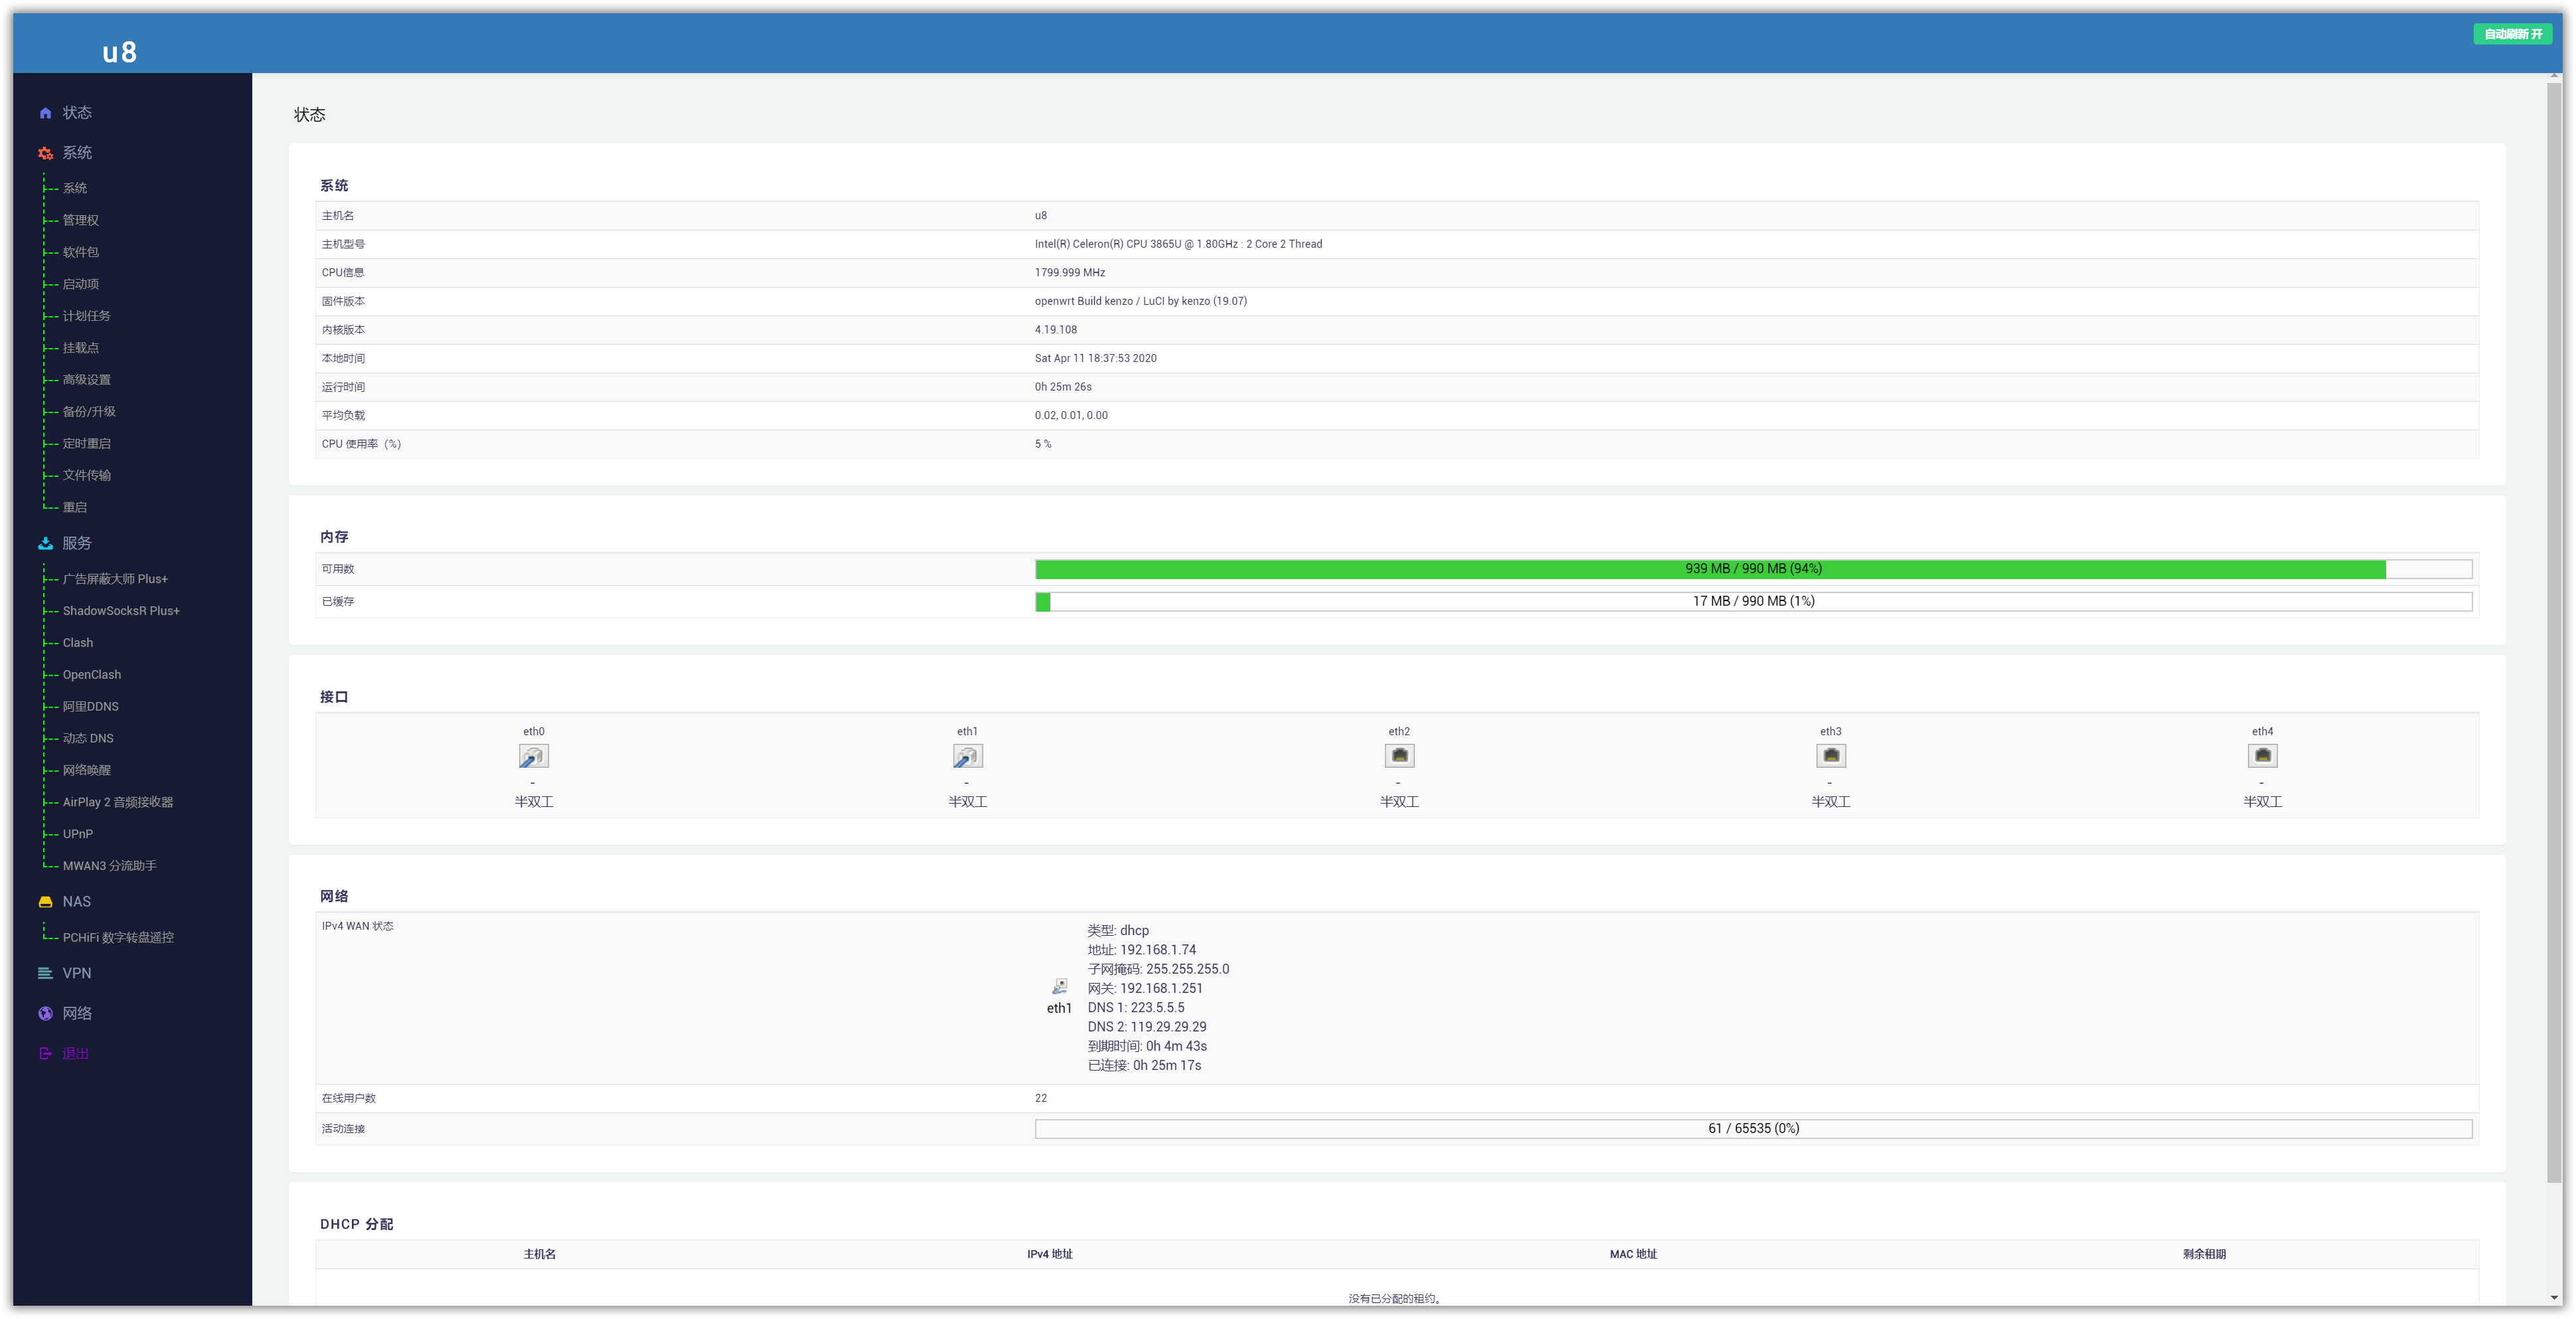 u8
自动刷新 开
状态
系统
系统
管理权
软件包
启动项
计划任务
挂载点
高级设置
备份/升级
定时重启
文件传输
重启
服务
广告屏蔽大师 Plus+
ShadowSocksR Plus+
Clash
OpenClash
阿里DDNS
动态 DNS
网络唤醒
AirPlay 2 音频接收器
UPnP
MWAN3 分流助手
NAS
PCHiFi 数字转盘遥控
VPN
网络
退出
状态
系统
主机名 u8
主机型号 Intel(R) Celeron(R) CPU 3865U @ 1.80GHz : 2 Core 2 Thread
CPU信息 1799.999 MHz
固件版本 openwrt Build kenzo / LuCI by kenzo (19.07)
内核版本 4.19.108
本地时间 Sat Apr 11 18:37:53 2020
运行时间 0h 25m 26s
平均负载 0.02, 0.01, 0.00
CPU 使用率（%） 5 %
内存
可用数 939 MB / 990 MB (94%)
已缓存 17 MB / 990 MB (1%)
接口
eth0 eth1 eth2 eth3 eth4
- - - - -
半双工 半双工 半双工 半双工 半双工
网络
IPv4 WAN 状态
eth1
类型: dhcp
地址: 192.168.1.74
子网掩码: 255.255.255.0
网关: 192.168.1.251
DNS 1: 223.5.5.5
DNS 2: 119.29.29.29
到期时间: 0h 4m 43s
已连接: 0h 25m 17s
在线用户数 22
活动连接 61 / 65535 (0%)
DHCP 分配
主机名 IPv4 地址 MAC 地址 剩余租期
没有已分配的租约。